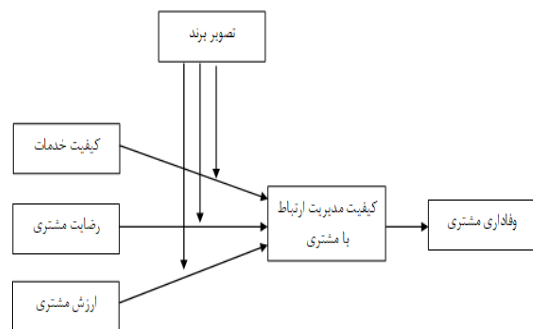 تصویر برند
کیفیت خدمات
کیفیت مدیریت ارتباط
با مشتری
رضایت مشتری
وفاداری مشتری
ارزش مشتری